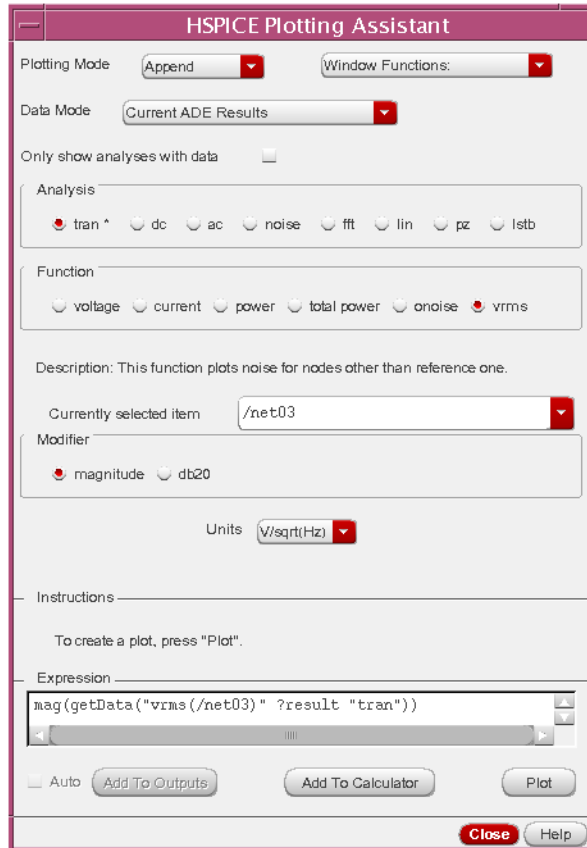 HSPICE Plotting Assistant
Plotting Mode Append Window Functions:
Data Mode Current ADE Results
Only show analyses with data
Analysis
tran * dc ac noise fft lin pz lstb
Function
voltage current power total power onoise vrms
Description: This function plots noise for nodes other than reference one.
Currently selected item /net03
Modifier
magnitude db20
Units V/sqrt(Hz)
Instructions
To create a plot, press "Plot".
Expression
mag(getData("vrms(/net03)" ?result "tran"))
Auto Add To Outputs Add To Calculator Plot
Close Help